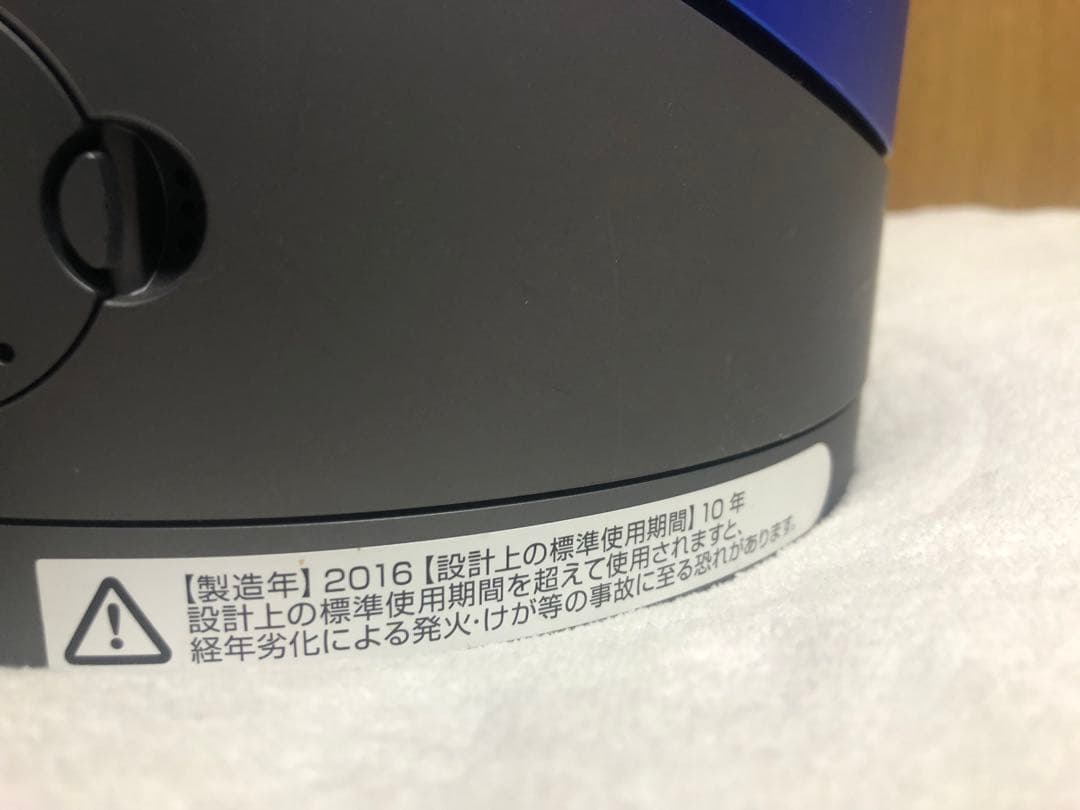 【製造年】2016【設計上の標準使用期間】10年
設計上の標準使用期間を超えて使用されますと、
経年劣化による発火･けが等の事故に至る恐れがあります。